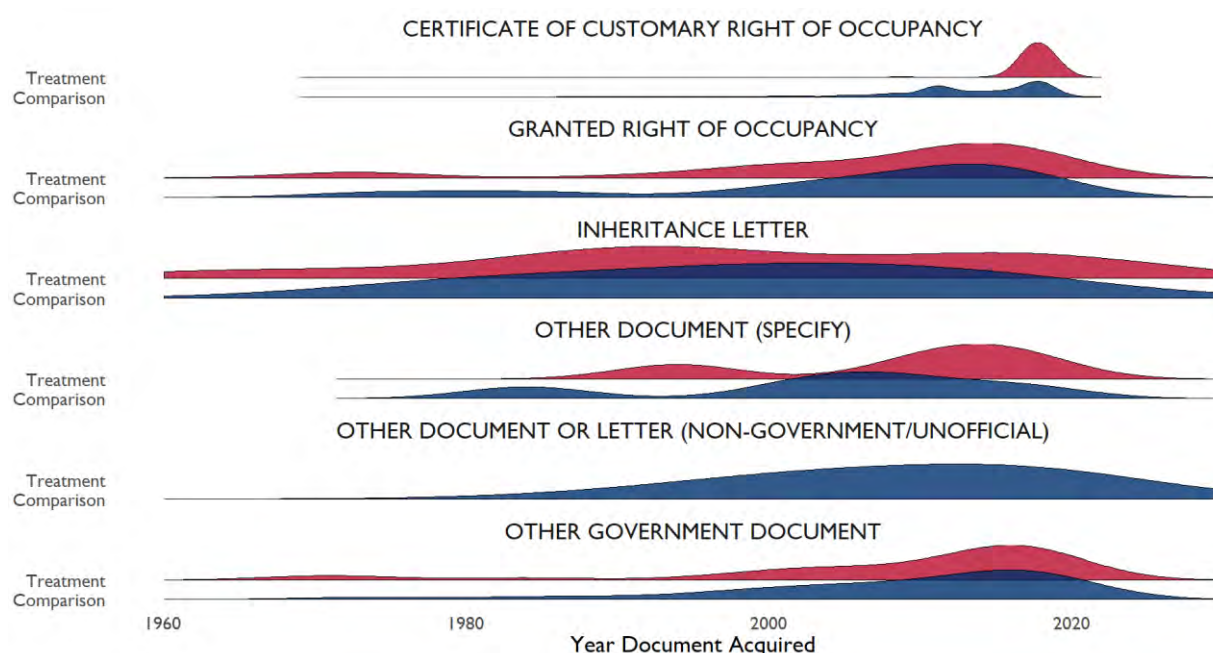 CERTIFICATE OF CUSTOMARY RIGHT OF OCCUPANCY
Treatment
Comparison
GRANTED RIGHT OF OCCUPANCY
Treatment
Comparison
INHERITANCE LETTER
Treatment
Comparison
OTHER DOCUMENT (SPECIFY)
Treatment
Comparison
OTHER DOCUMENT OR LETTER (NON-GOVERNMENT/UNOFFICIAL)
Treatment
Comparison
OTHER GOVERNMENT DOCUMENT
Treatment
Comparison
1960 1980 2000 2020
Year Document Acquired